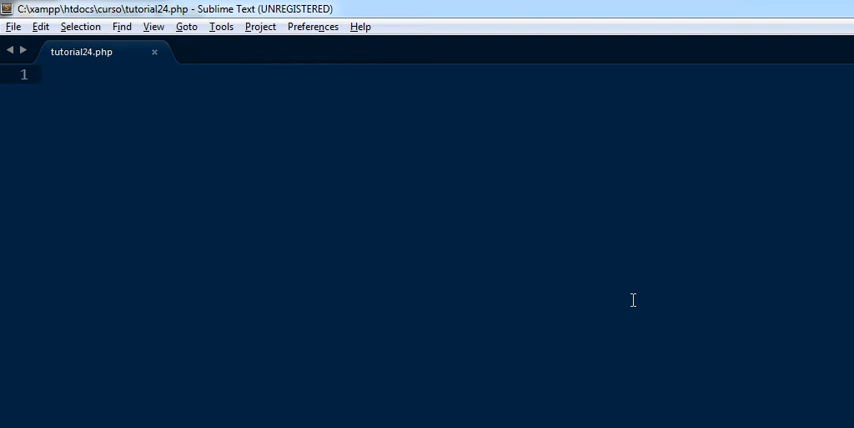 C:\xampp\htdocs\curso\tutorial24.php - Sublime Text (UNREGISTERED)
File Edit Selection Find View Goto Tools Project Preferences Help
tutorial24.php ×
1